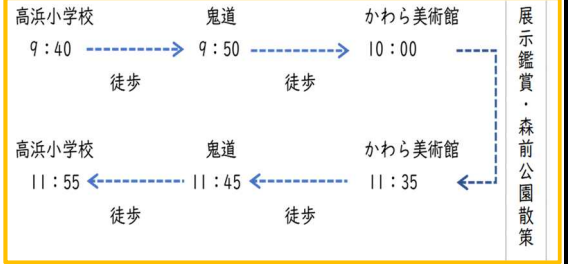 高浜小学校 鬼道 かわら美術館
9:40 9:50 10:00
徒歩 徒歩
展示鑑賞・森前公園散策
高浜小学校 鬼道 かわら美術館
11:55 11:45 11:35
徒歩 徒歩